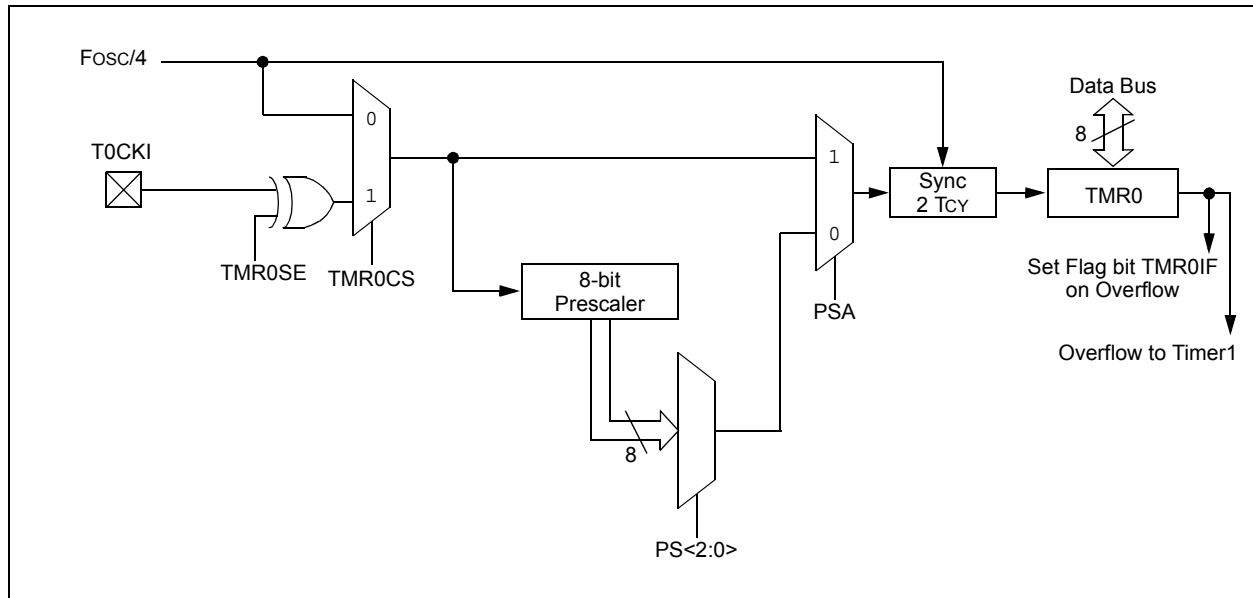 FOSC/4
Data Bus
0
8
T0CKI
1
1
Sync
2 TCY
TMR0
0
TMR0SE
TMR0CS
8-bit
Prescaler
PSA
Set Flag bit TMR0IF
on Overflow
Overflow to Timer1
8
PS<2:0>